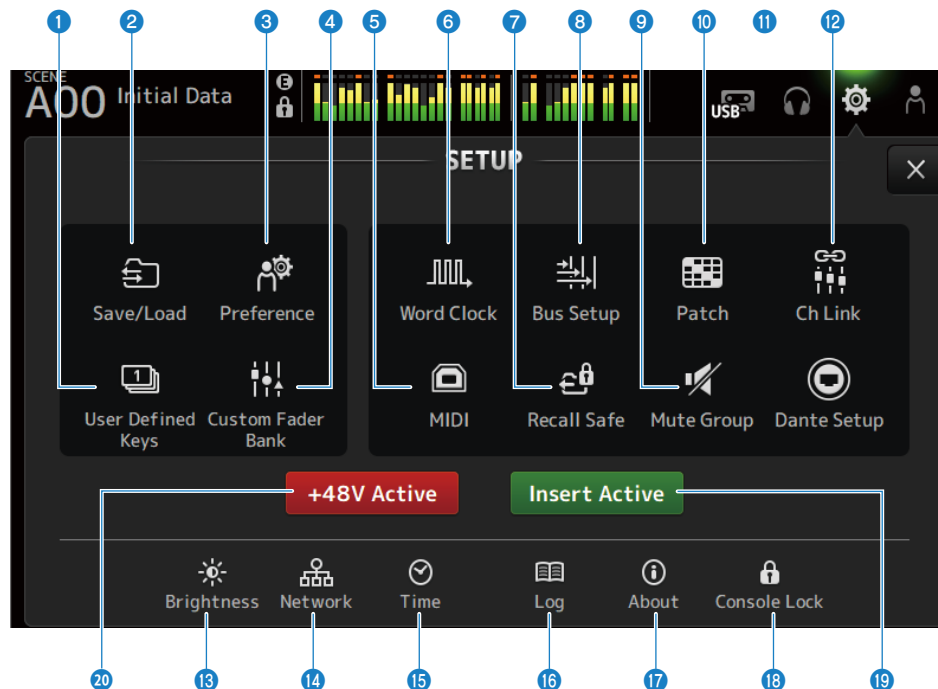 1 2 3 4 5 6 7 8 9 10 11 12
SCENE
A00 Initial Data E USB
SETUP
Save/Load Preference Word Clock Bus Setup Patch Ch Link
1
User Defined Keys Custom Fader Bank MIDI Recall Safe Mute Group Dante Setup
+48V Active Insert Active
Brightness Network Time Log About Console Lock
20 13 14 15 16 17 18 19